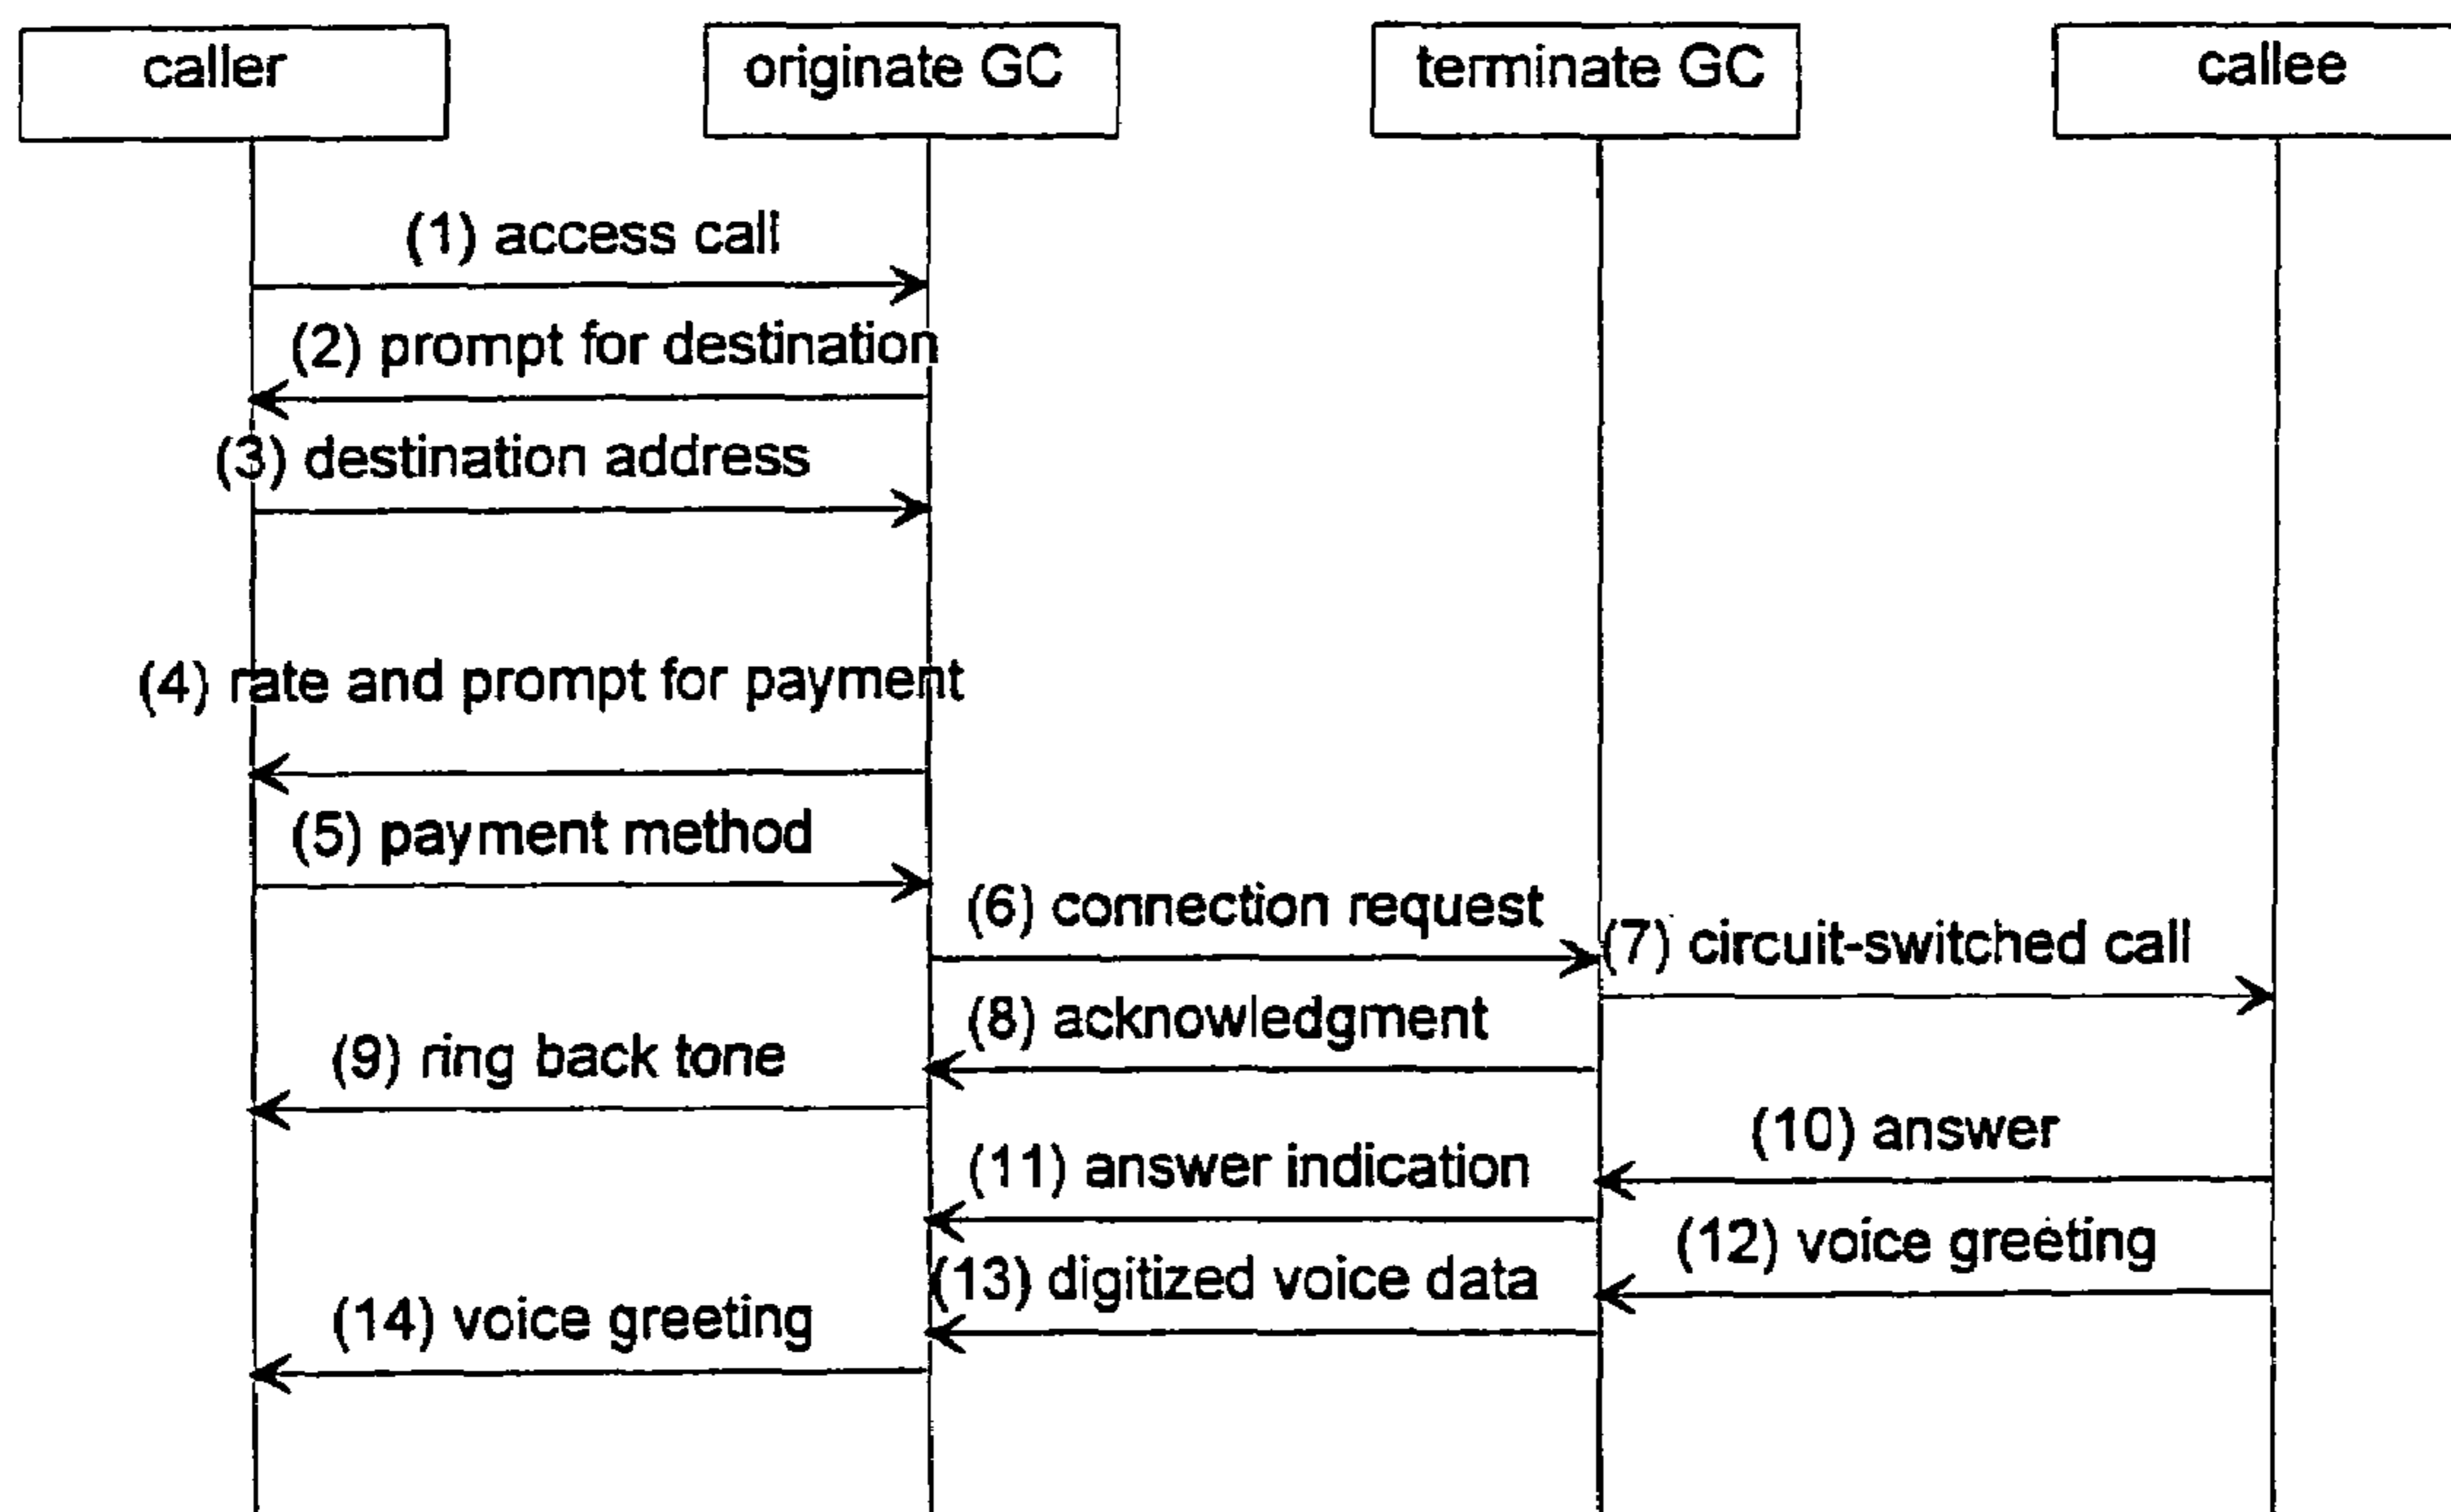 caller
originate GC
terminate GC
callee
(1) access call
(2) prompt for destination
(3) destination address
(4) rate and prompt for payment
(5) payment method
(6) connection request
(7) circuit-switched call
(8) acknowledgment
(9) ring back tone
(10) answer
(11) answer indication
(12) voice greeting
(13) digitized voice data
(14) voice greeting